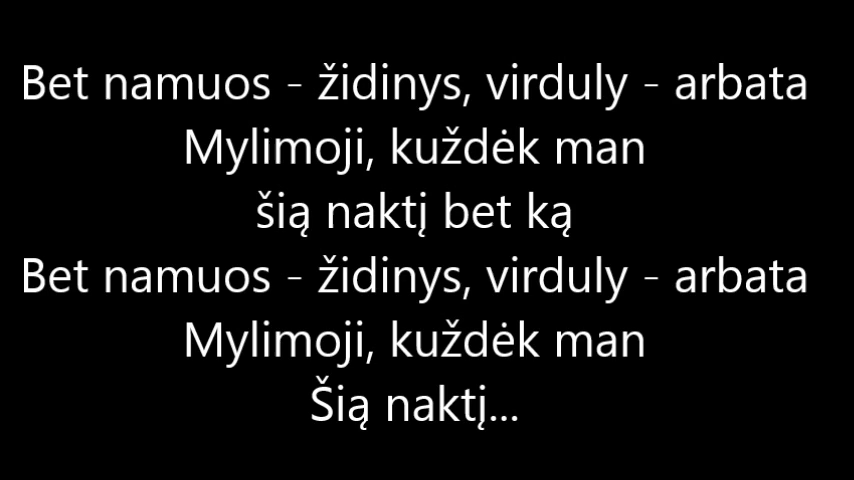 Bet namuos - židinys, virduly - arbata
Mylimoji, kuždėk man
šią naktį bet ką
Bet namuos - židinys, virduly - arbata
Mylimoji, kuždėk man
Šią naktį...